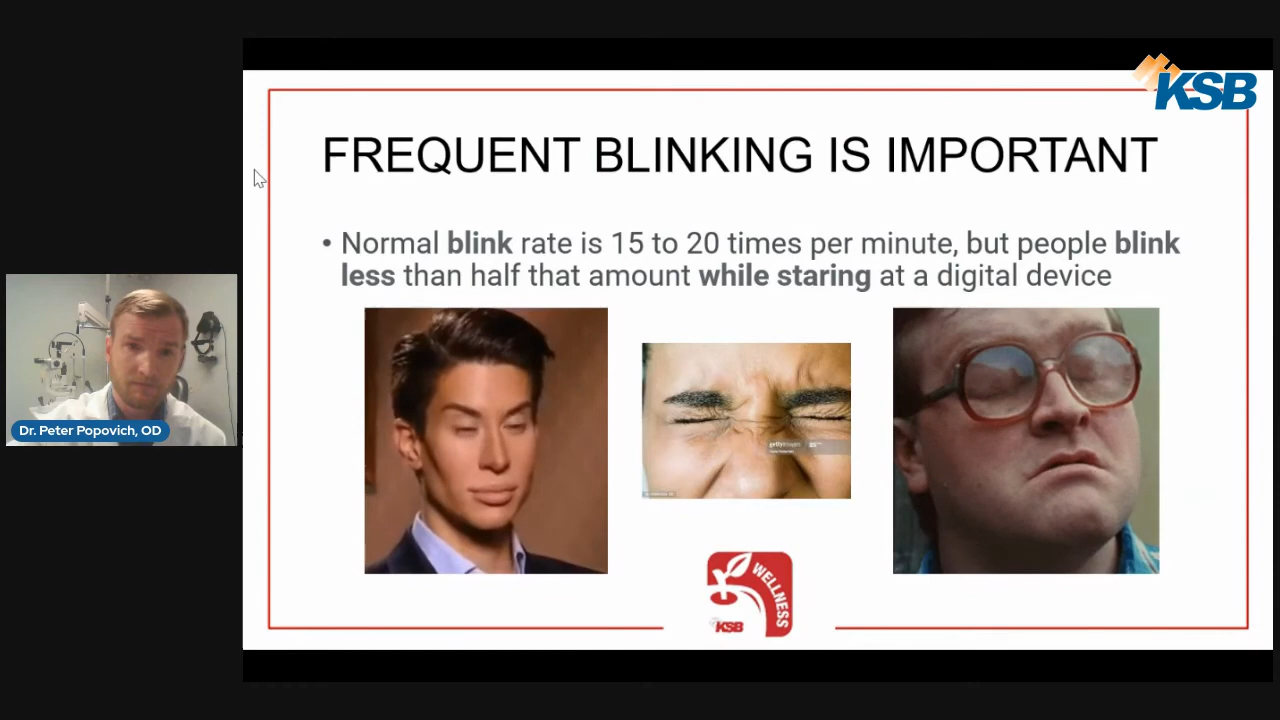 KSB
FREQUENT BLINKING IS IMPORTANT
• Normal blink rate is 15 to 20 times per minute, but people blink
less than half that amount while staring at a digital device
Dr. Peter Popovich, OD
gettyimages
WELLNESS
KSB